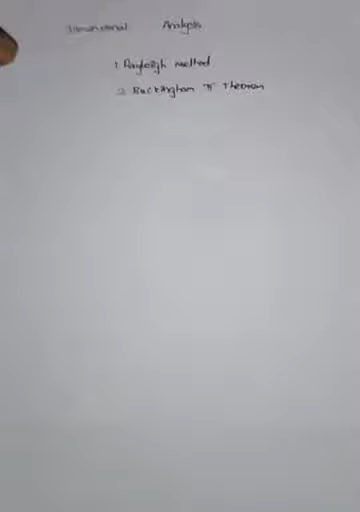 Dimensional Analysis
1. Rayleigh method
2. Buckingham π Theorem